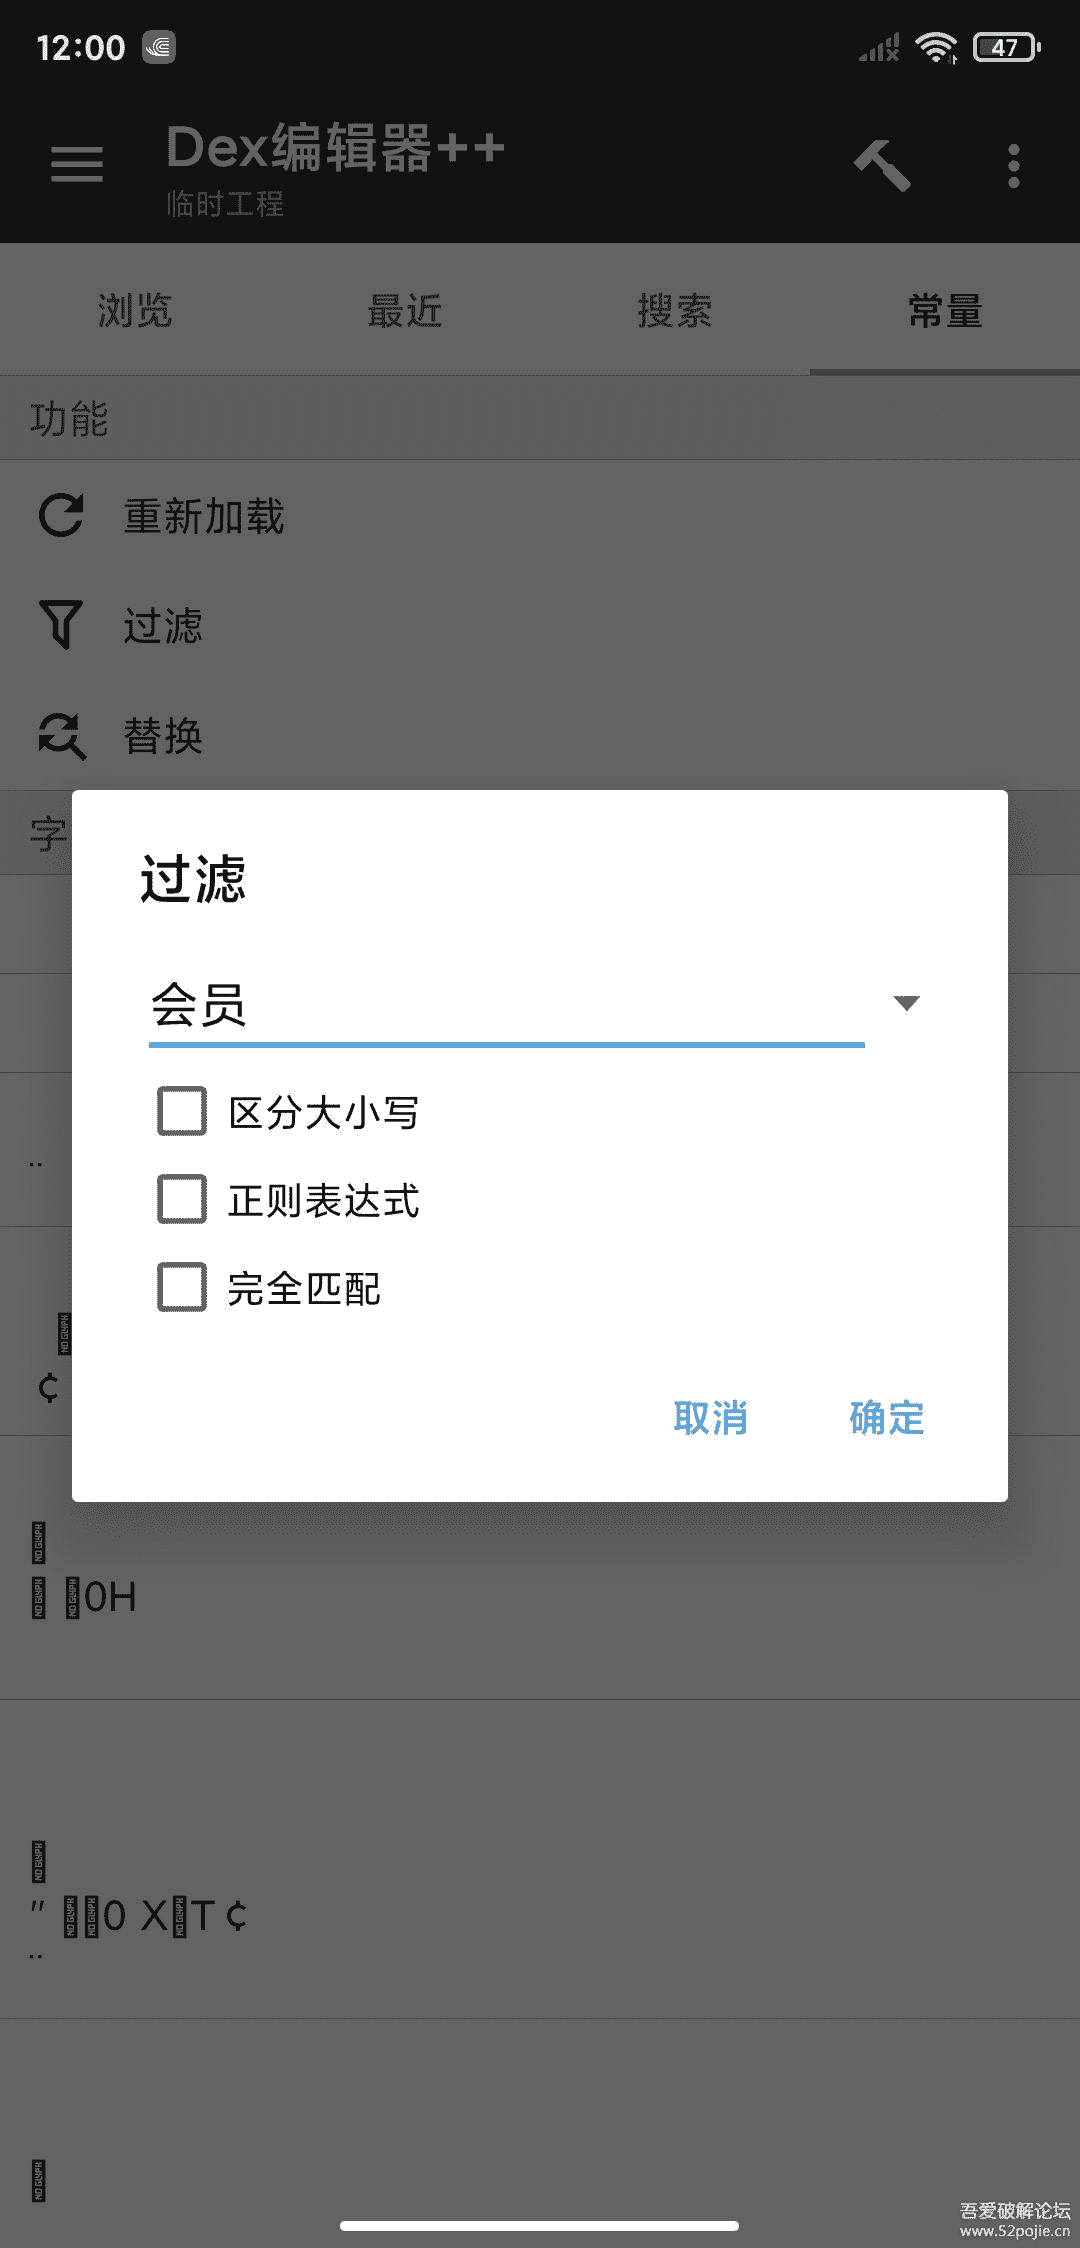 12:00
47
Dex编辑器++
临时工程
浏览 最近 搜索 常量
功能
重新加载
过滤
替换
字
过滤
会员
区分大小写
正则表达式
完全匹配
¢
取消 确定
0H
" 0 X T ¢
吾爱破解论坛
www.52pojie.cn